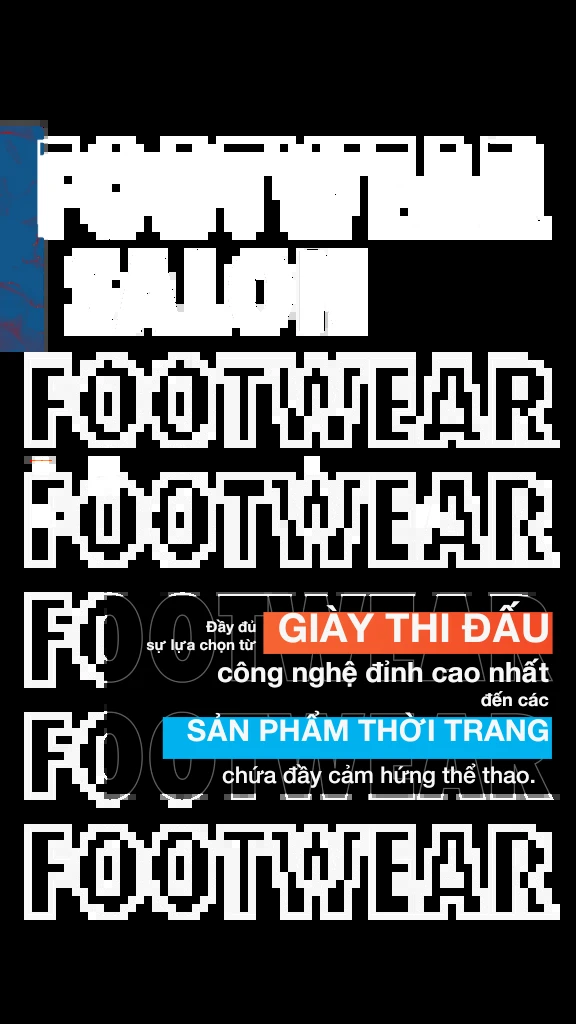 FOOTWEAR
SALON
FOOTWEAR
FOOTWEAR
FOOTWEAR
Đầy đủ
sự lựa chọn từ
GIÀY THI ĐẤU
công nghệ đỉnh cao nhất
đến các
SẢN PHẨM THỜI TRANG
chứa đầy cảm hứng thể thao.
FOOTWEAR
FOOTWEAR